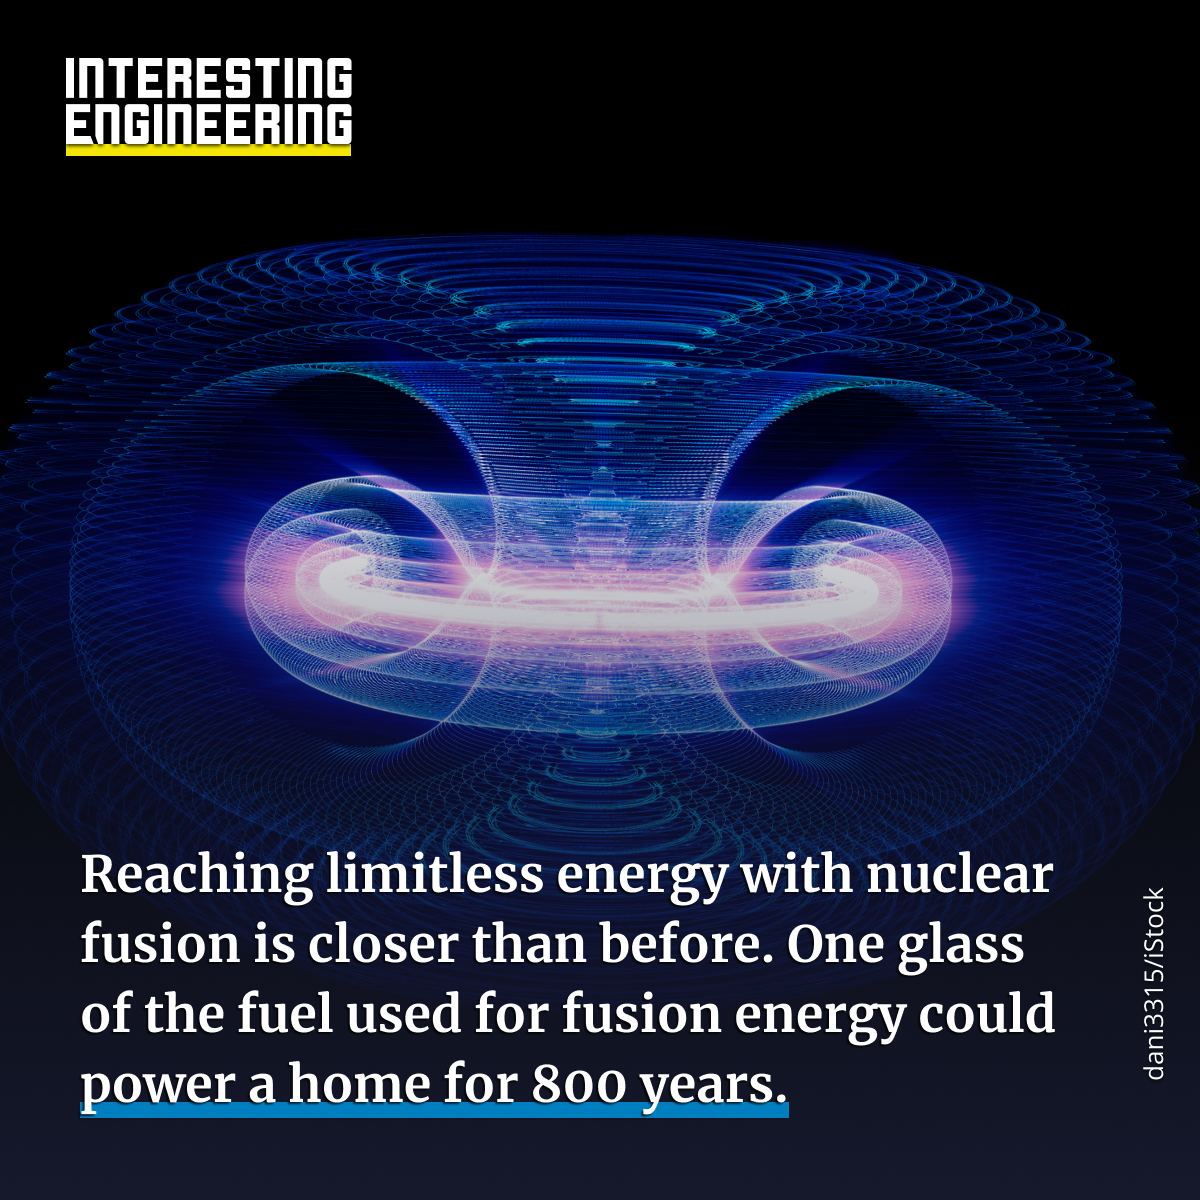 INTERESTING
ENGINEERING
Reaching limitless energy with nuclear
fusion is closer than before. One glass
of the fuel used for fusion energy could
power a home for 800 years.
dani3315/iStock